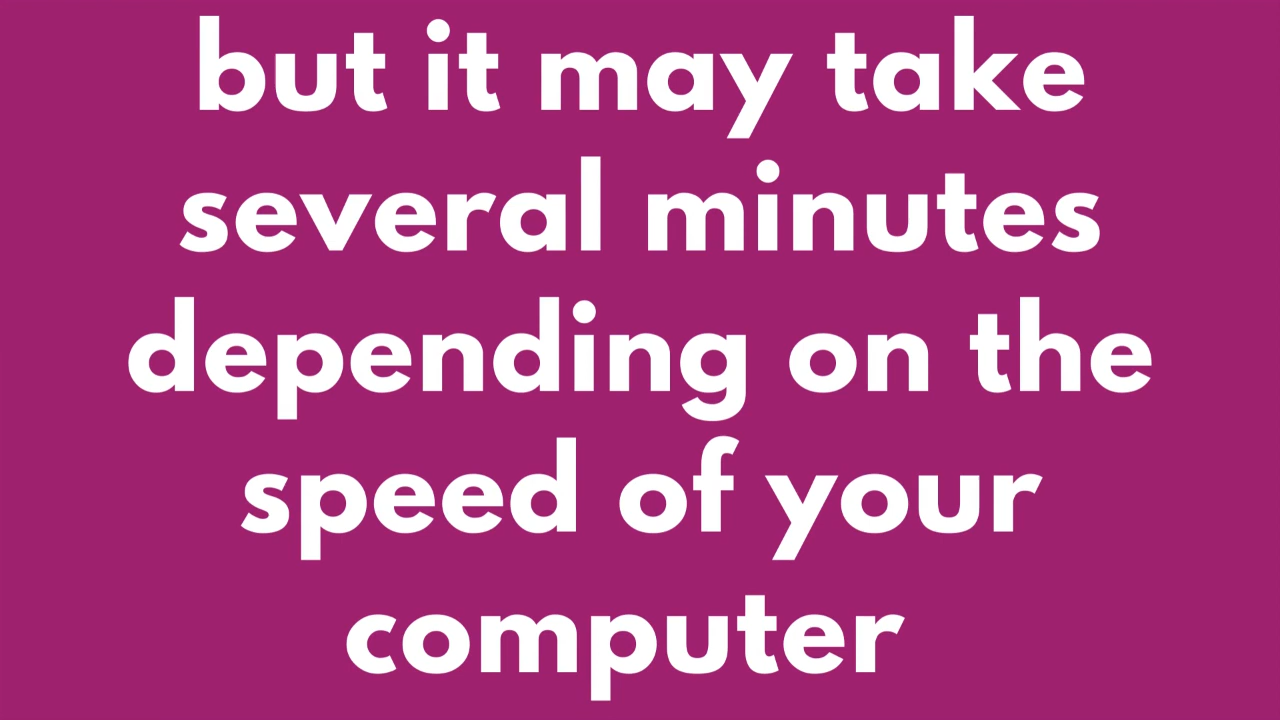 but it may take
several minutes
depending on the
speed of your
computer